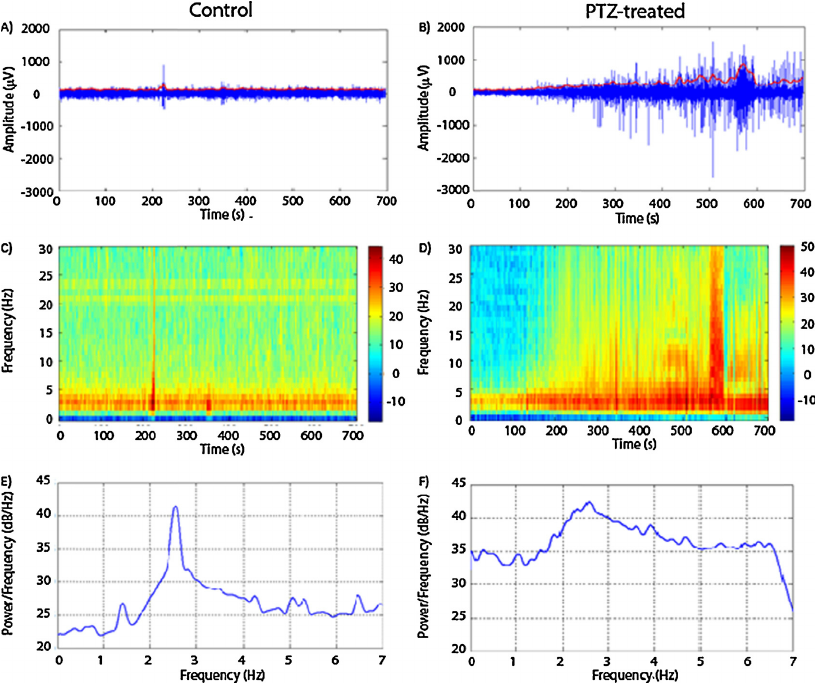 Control
PTZ-treated
A)
2000
1000
0
-1000
-2000
-3000
Amplitude (µV)
0 100 200 300 400 500 600 700
Time (s) -
B)
2000
1000
0
-1000
-2000
-3000
Amplitude(µV)
0 100 200 300 400 500 600 700
Time (s)
C)
30
25
20
15
10
5
0
Frequency (Hz)
0 100 200 300 400 500 600 700
Time (s)
40
30
20
10
0
-10
D)
30
25
20
15
10
5
0
Frequency (Hz)
0 100 200 300 400 500 600 700
Time (s)
50
40
30
20
10
0
-10
E)
45
40
35
30
25
20
Power/Frequency (dB/Hz)
0 1 2 3 4 5 6 7
Frequency (Hz)
F)
45
40
35
30
25
20
Power/Frequency (dB/Hz)
0 1 2 3 4 5 6 7
Frequency.(Hz)